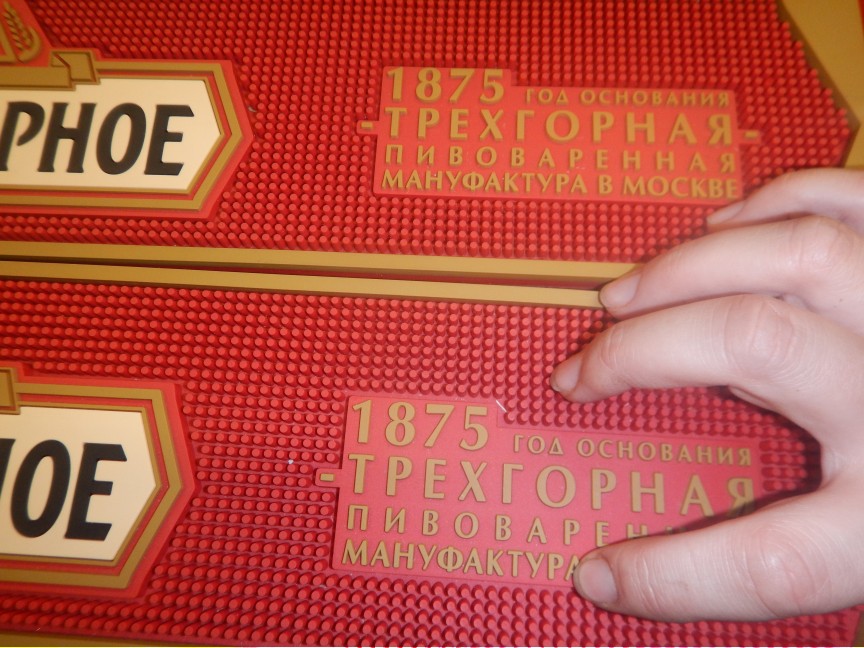 РНОЕ
1875 ГОД ОСНОВАНИЯ
ТРЕХГОРНАЯ
ПИВОВАРЕННАЯ
МАНУФАКТУРА В МОСКВЕ
ОЕ
1875 ГОД ОСНОВАНИЯ
ТРЕХГОРНАЯ
ПИВОВАРЕН
МАНУФАКТУРА